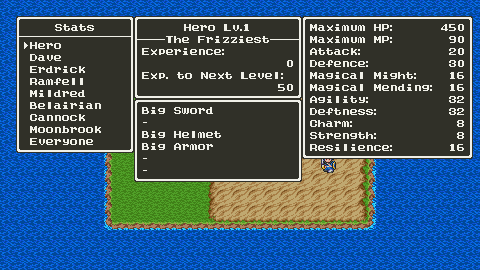 Stats
Hero
Dave
Erdrick
Ramfell
Mildred
Belairian
Cannock
Moonbrook
Everyone
Hero Lv.1
The Frizziest
Experience:
0
Exp. to Next Level:
50
Big Sword
-
Big Helmet
Big Armor
-
-
Maximum HP: 450
Maximum MP: 90
Attack: 20
Defence: 30
Magical Might: 16
Magical Mending: 16
Agility: 32
Deftness: 32
Charm: 8
Strength: 8
Resilience: 16